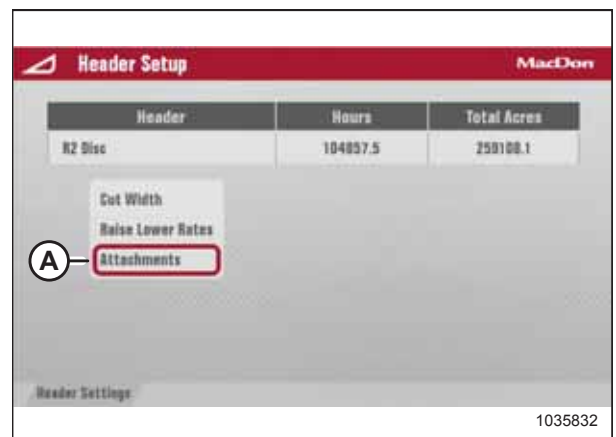 Header Setup MacDon
Header Hours Total Acres
R2 Disc 104857.5 259108.1
Cut Width
Raise Lower Rates
A Attachments
Header Settings
1035832